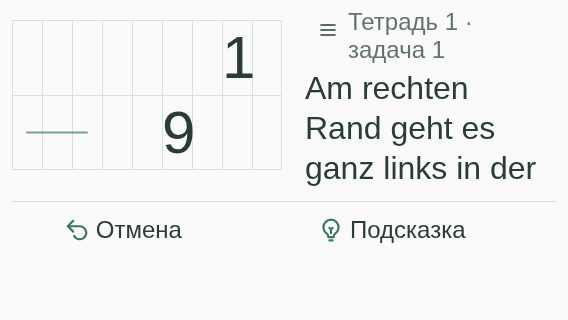 1
9
Тетрадь 1 ·
задача 1
Am rechten
Rand geht es
ganz links in der
Отмена
Подсказка